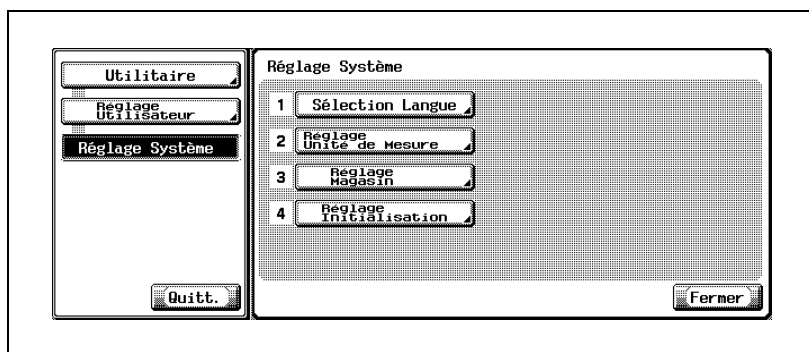 Utilitaire
Réglage
Utilisateur
Réglage Système
Quitt.
Réglage Système
1 Sélection Langue
2 Réglage
Unité de Mesure
3 Réglage
Magasin
4 Réglage
Initialisation
Fermer